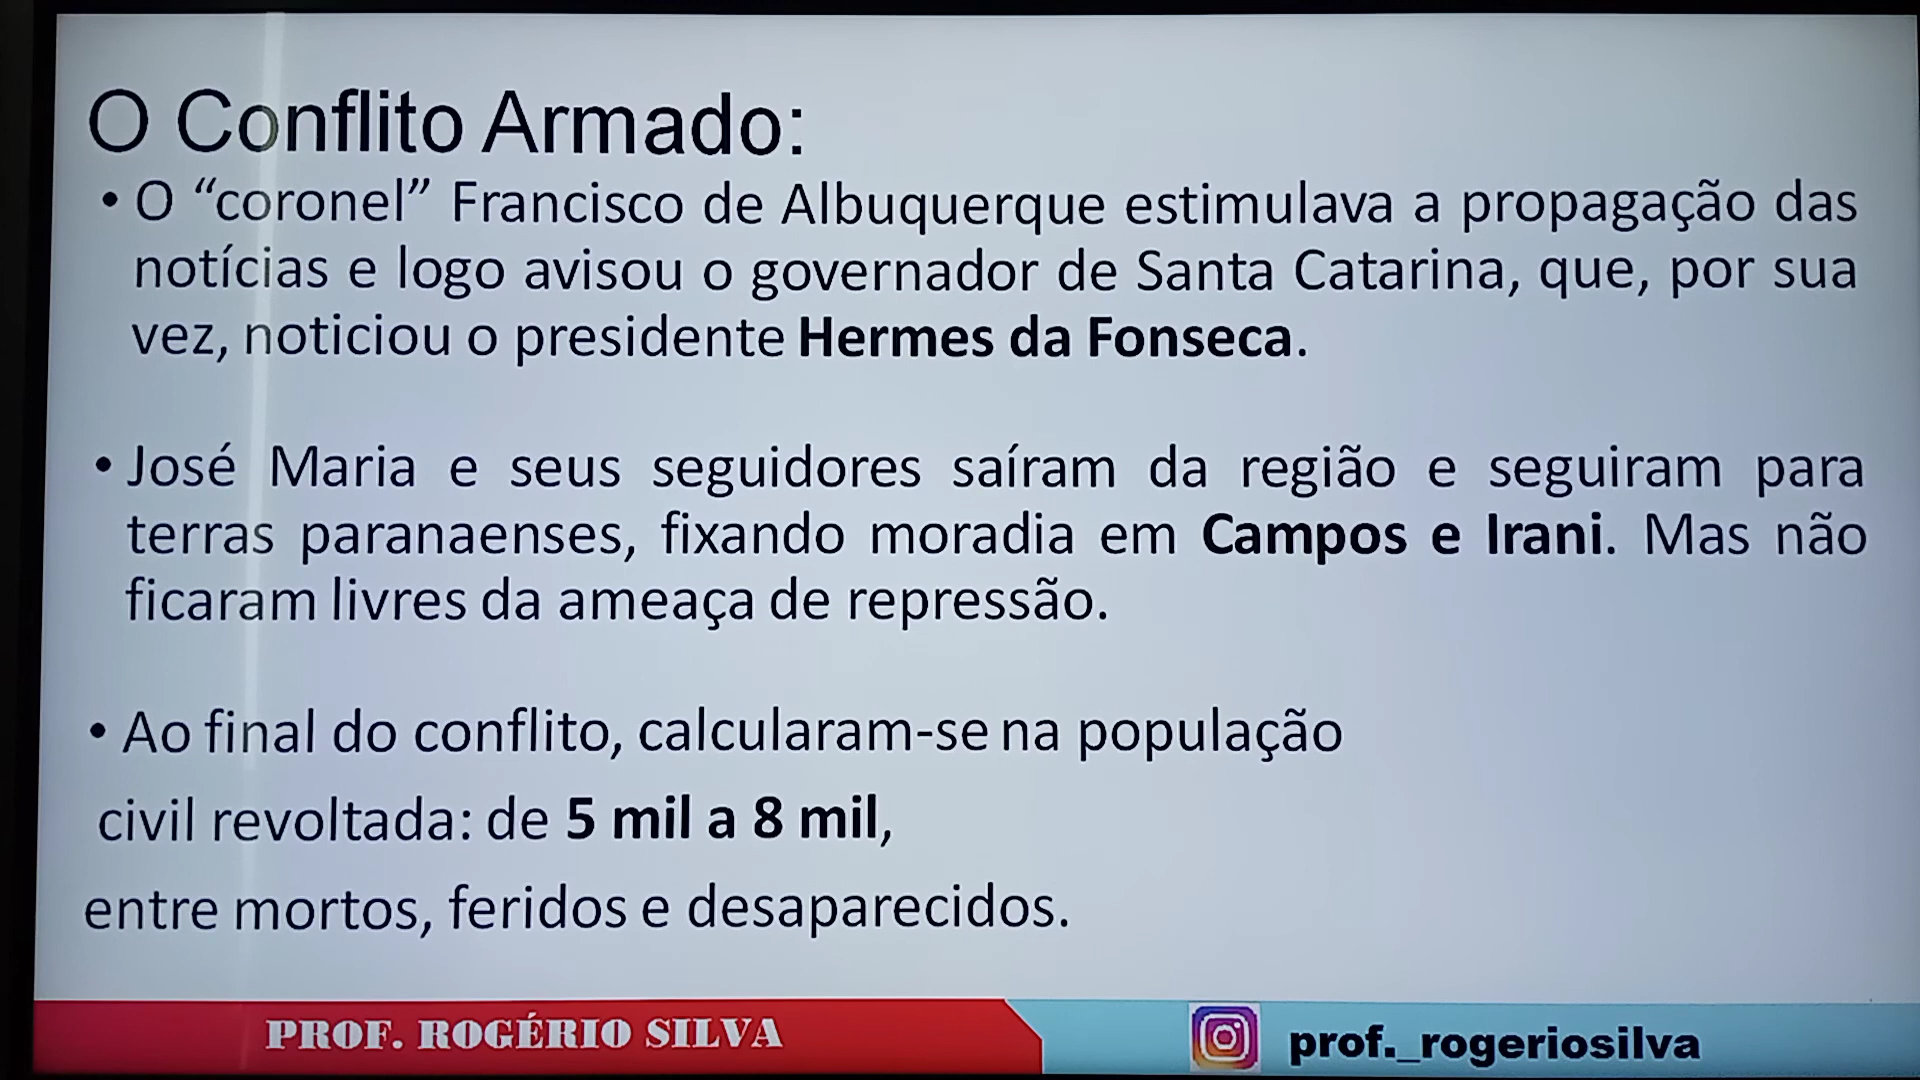 O Conflito Armado:
• O “coronel” Francisco de Albuquerque estimulava a propagação das
notícias e logo avisou o governador de Santa Catarina, que, por sua
vez, noticiou o presidente Hermes da Fonseca.
• José Maria e seus seguidores saíram da região e seguiram para
terras paranaenses, fixando moradia em Campos e Irani. Mas não
ficaram livres da ameaça de repressão.
• Ao final do conflito, calcularam-se na população
civil revoltada: de 5 mil a 8 mil,
entre mortos, feridos e desaparecidos.
PROF. ROGÉRIO SILVA
prof._rogeriosilva